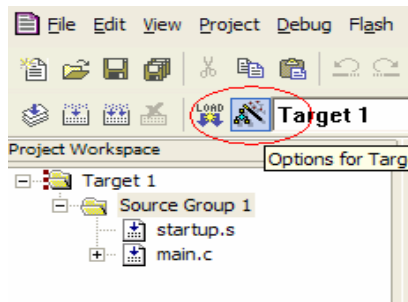 File Edit View Project Debug Flash
LOAD Target 1
Project Workspace
Options for Targ
Target 1
Source Group 1
startup.s
main.c